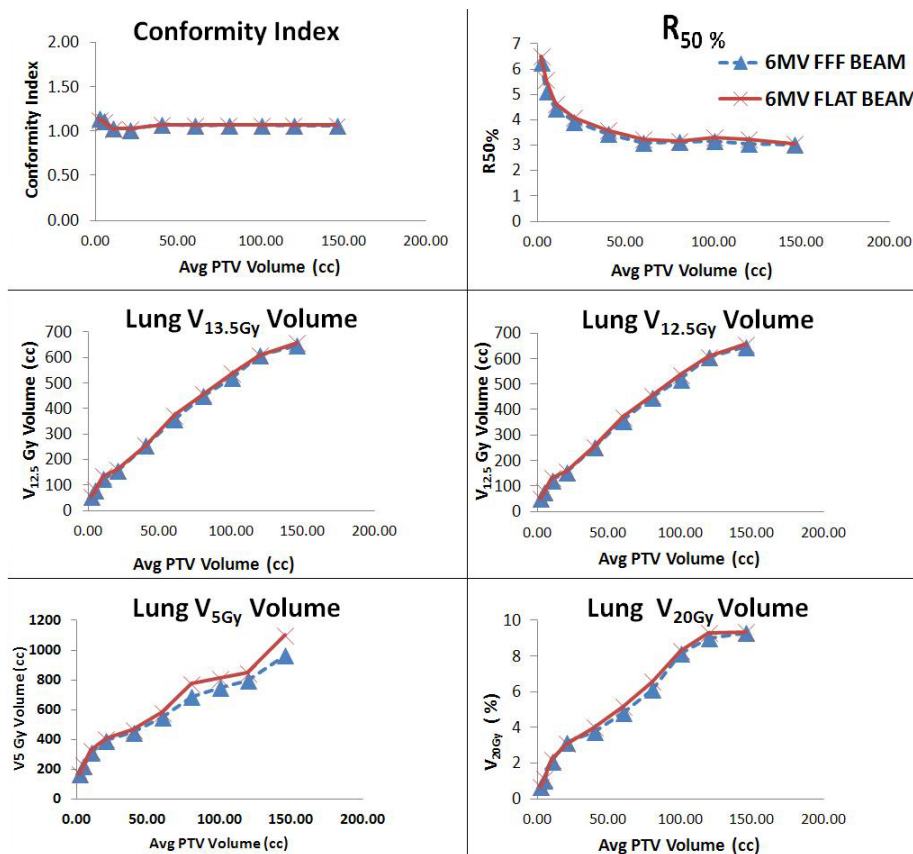 Conformity Index
Conformity Index
2.00
1.50
1.00
0.50
0.00
0.00 50.00 100.00 150.00 200.00
Avg PTV Volume (cc)
R50 %
R50%
7
6
5
4
3
2
1
0
6MV FFF BEAM
6MV FLAT BEAM
0.00 50.00 100.00 150.00 200.00
Avg PTV Volume (cc)
Lung V13.5Gy Volume
V12.5 Gy Volume (cc)
700
600
500
400
300
200
100
0
0.00 50.00 100.00 150.00 200.00
Avg PTV Volume (cc)
Lung V12.5Gy Volume
V12.5 Gy Volume (cc)
700
600
500
400
300
200
100
0
0.00 50.00 100.00 150.00 200.00
Avg PTV Volume (cc)
Lung V5Gy Volume
V5 Gy Volume (cc)
1200
1000
800
600
400
200
0
0.00 50.00 100.00 150.00 200.00
Avg PTV Volume (cc)
Lung V20Gy Volume
V20Gy ( %)
10
8
6
4
2
0
0.00 50.00 100.00 150.00 200.00
Avg PTV Volume (cc)